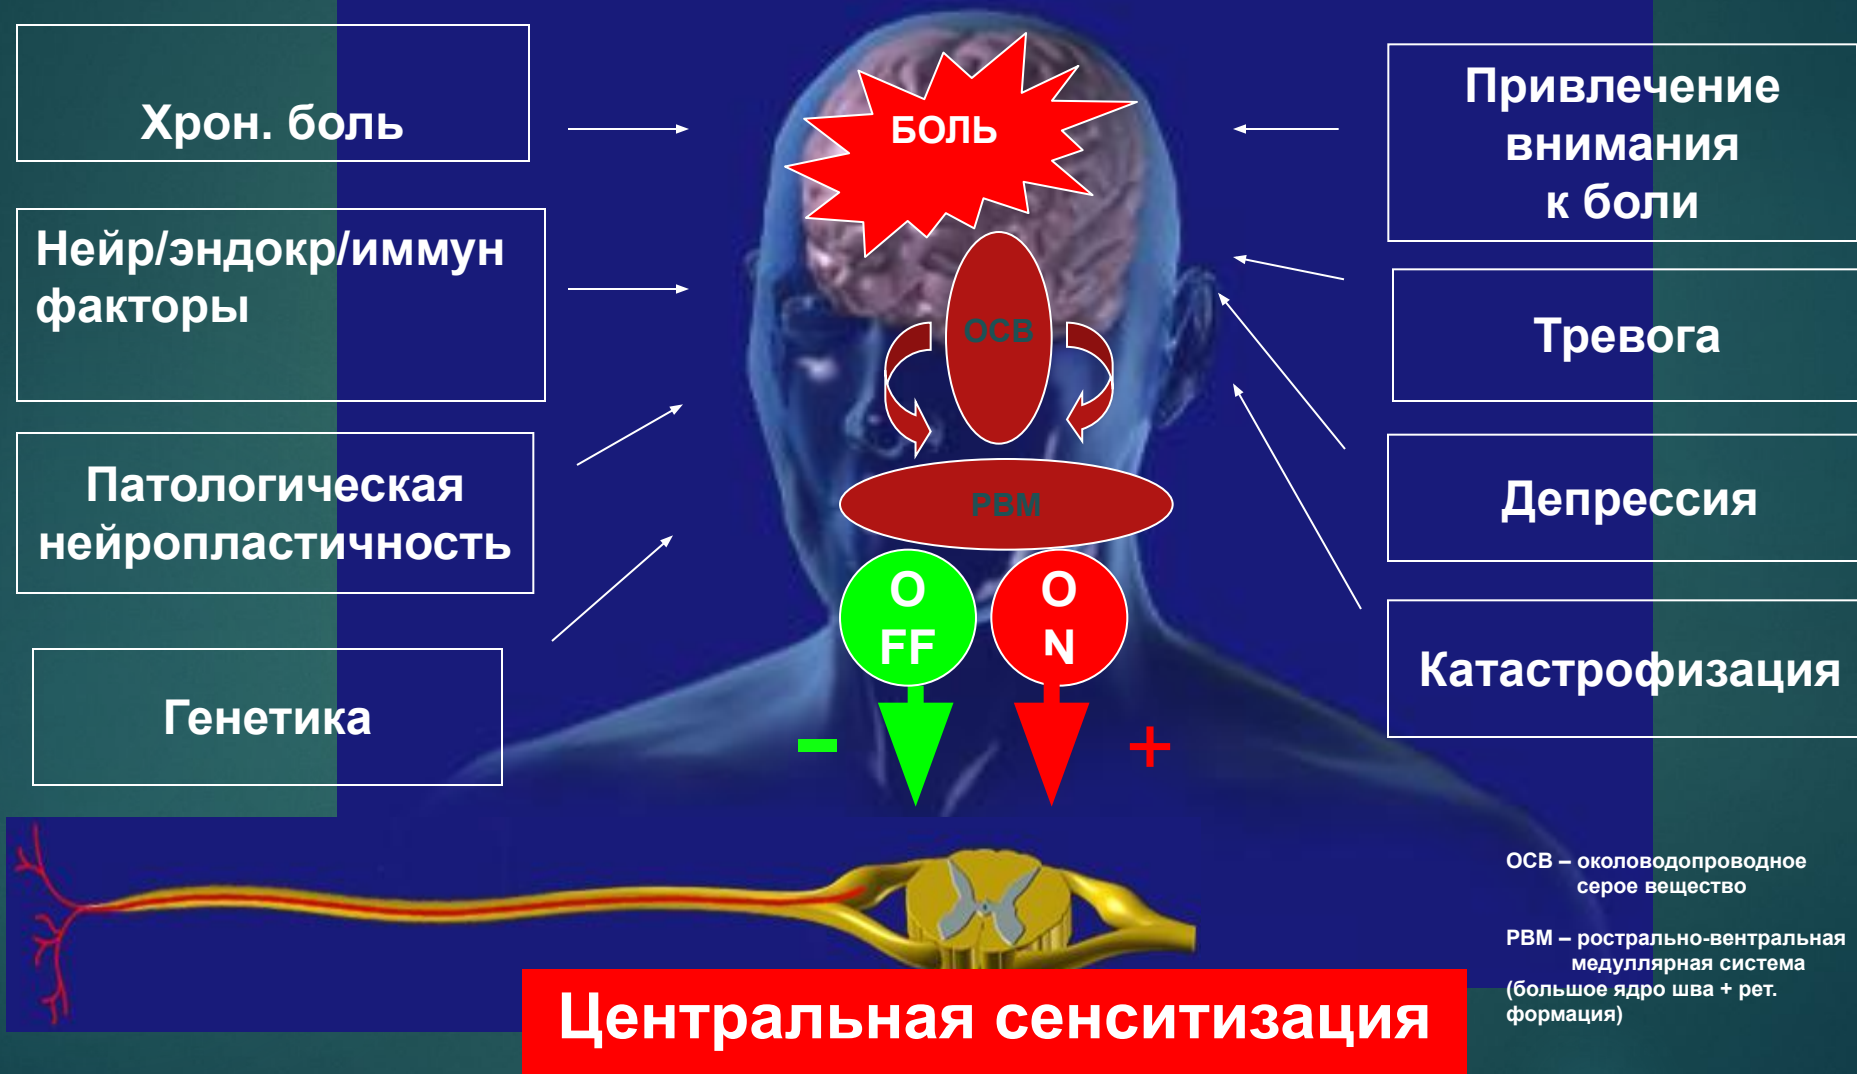 Хрон. боль
Нейр/эндокр/иммун
факторы
Патологическая
нейропластичность
Генетика
БОЛЬ
ОСВ
РВМ
O
FF
O
N
–
+
Привлечение
внимания
к боли
Тревога
Депрессия
Катастрофизация
ОСВ – околоводопроводное
серое вещество
РВМ – рострально-вентральная
медуллярная система
(большое ядро шва + рет.
формация)
Центральная сенситизация